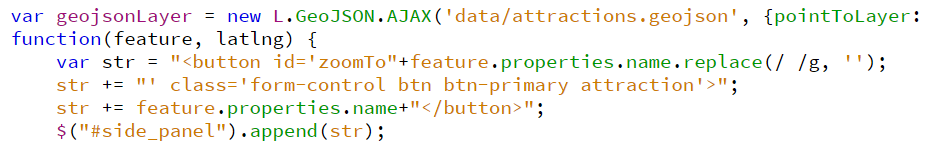 var geojsonLayer = new L.GeoJSON.AJAX('data/attractions.geojson', {pointToLayer:
function(feature, latlng) {
    var str = "<button id='zoomTo"+feature.properties.name.replace(/ /g, '');
    str += "' class='form-control btn btn-primary attraction'>";
    str += feature.properties.name+"</button>";
    $("#side_panel").append(str);